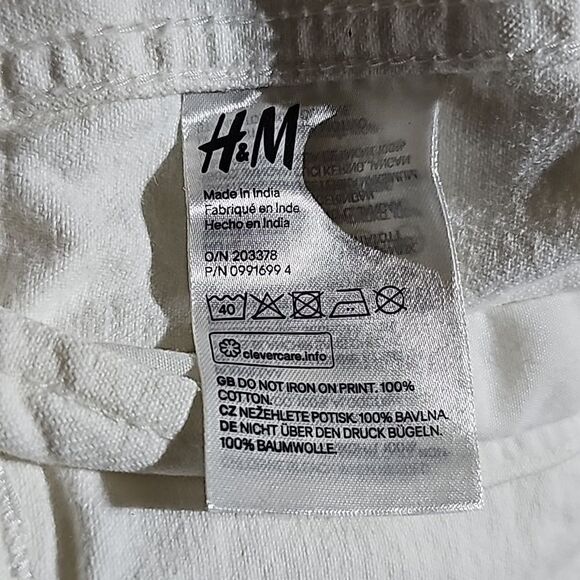 H&M
Made in India
Fabriqué en Inde
Hecho en India
O/N 203378
P/N 0991699 4
40
clevercare.info
GB DO NOT IRON ON PRINT. 100%
COTTON.
CZ NEŽEHLETE POTISK. 100% BAVLNA.
DE NICHT ÜBER DEN DRUCK BÜGELN.
100% BAUMWOLLE.